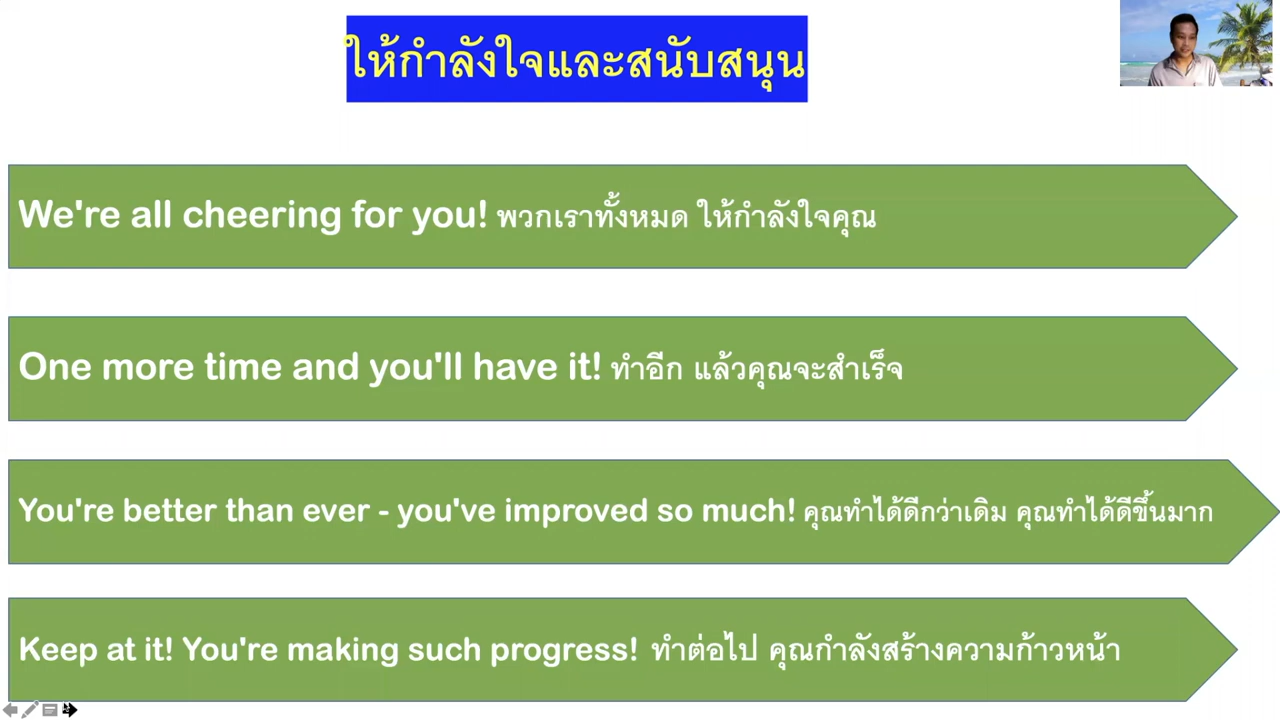 ให้กำลังใจและสนับสนุน
We're all cheering for you! พวกเราทั้งหมด ให้กำลังใจคุณ
One more time and you'll have it! ทำอีก แล้วคุณจะสำเร็จ
You're better than ever - you've improved so much! คุณทำได้ดีกว่าเดิม คุณทำได้ดีขึ้นมาก
Keep at it! You're making such progress! ทำต่อไป คุณกำลังสร้างความก้าวหน้า